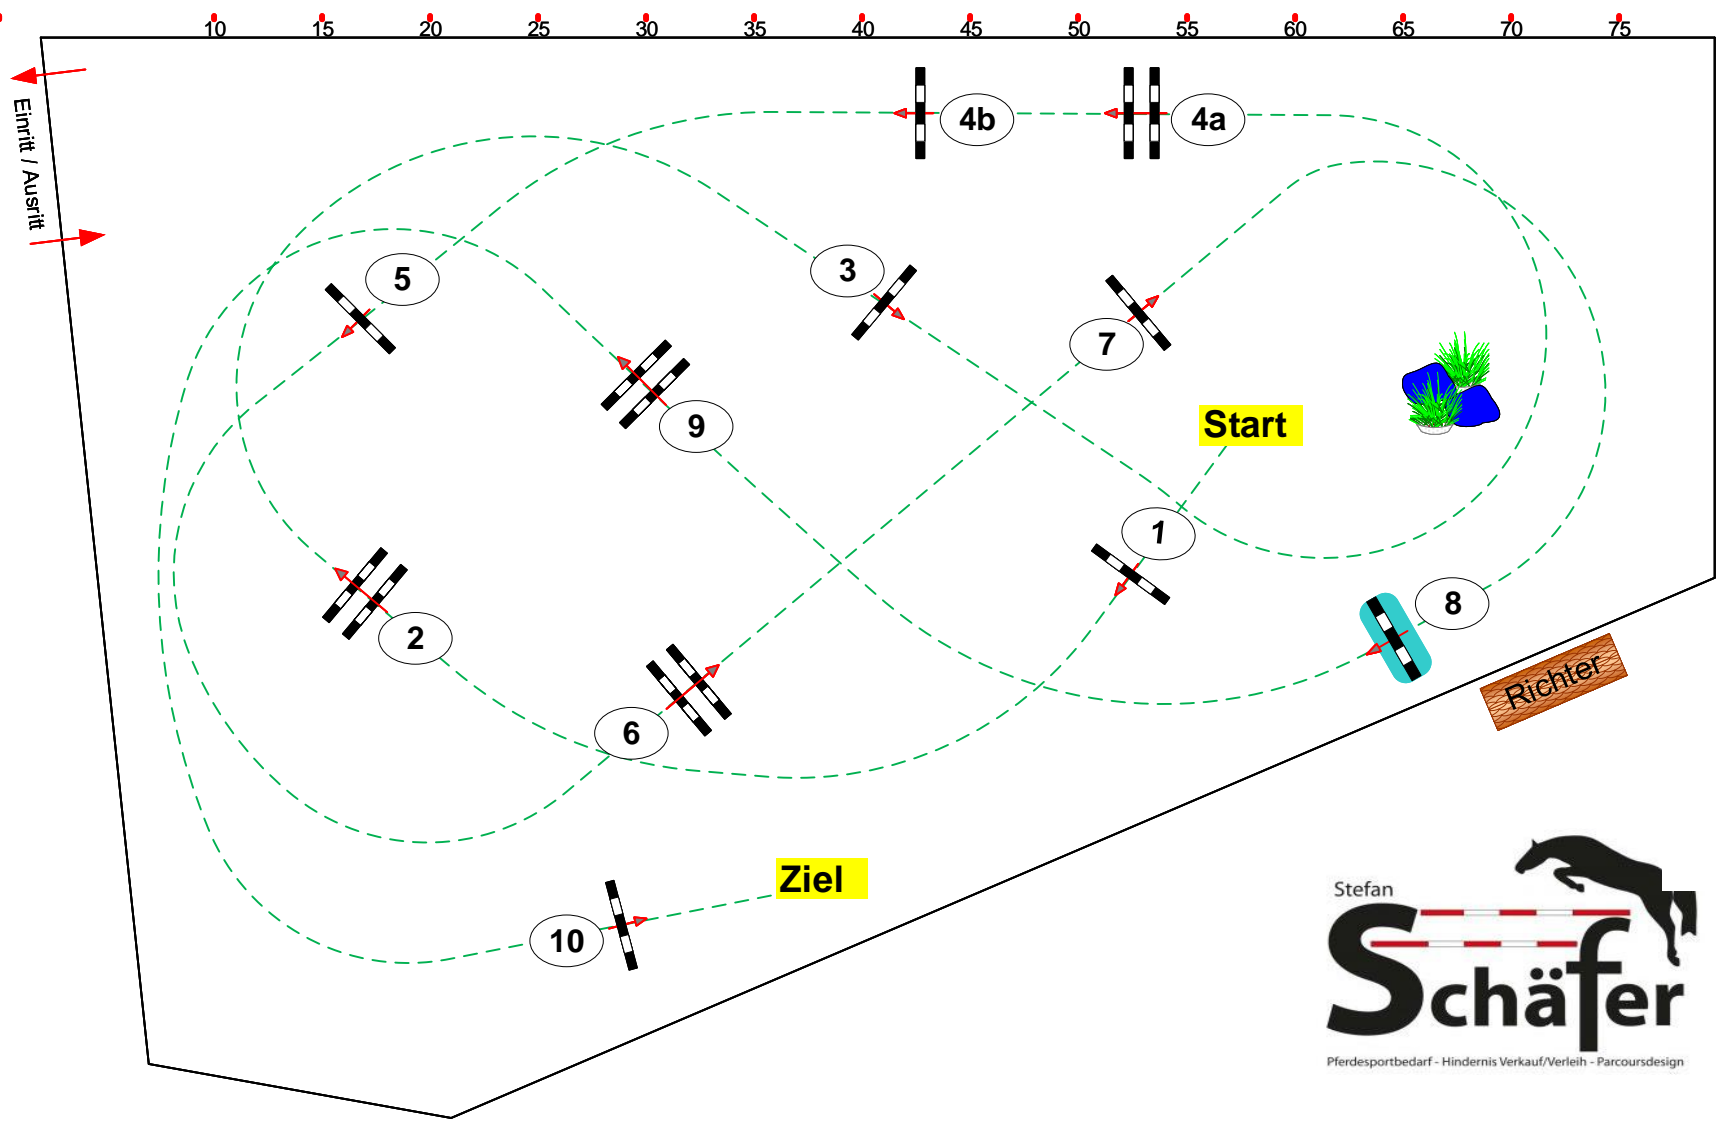 10 15 20 25 30 35 40 45 50 55 60 65 70 75
Einritt / Ausritt
4b
4a
5
3
7
9
Start
1
8
2
6
Richter
Ziel
10
Stefan
Schäfer
Pferdesportbedarf - Hindernis Verkauf/Verleih - Parcoursdesign